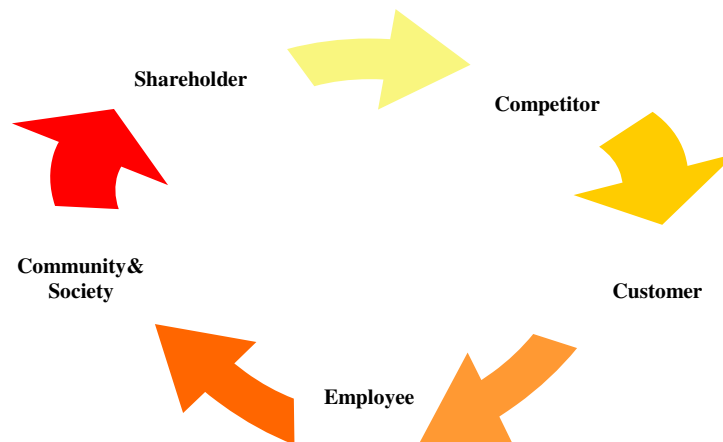 Shareholder
Competitor
Customer
Employee
Community&
Society